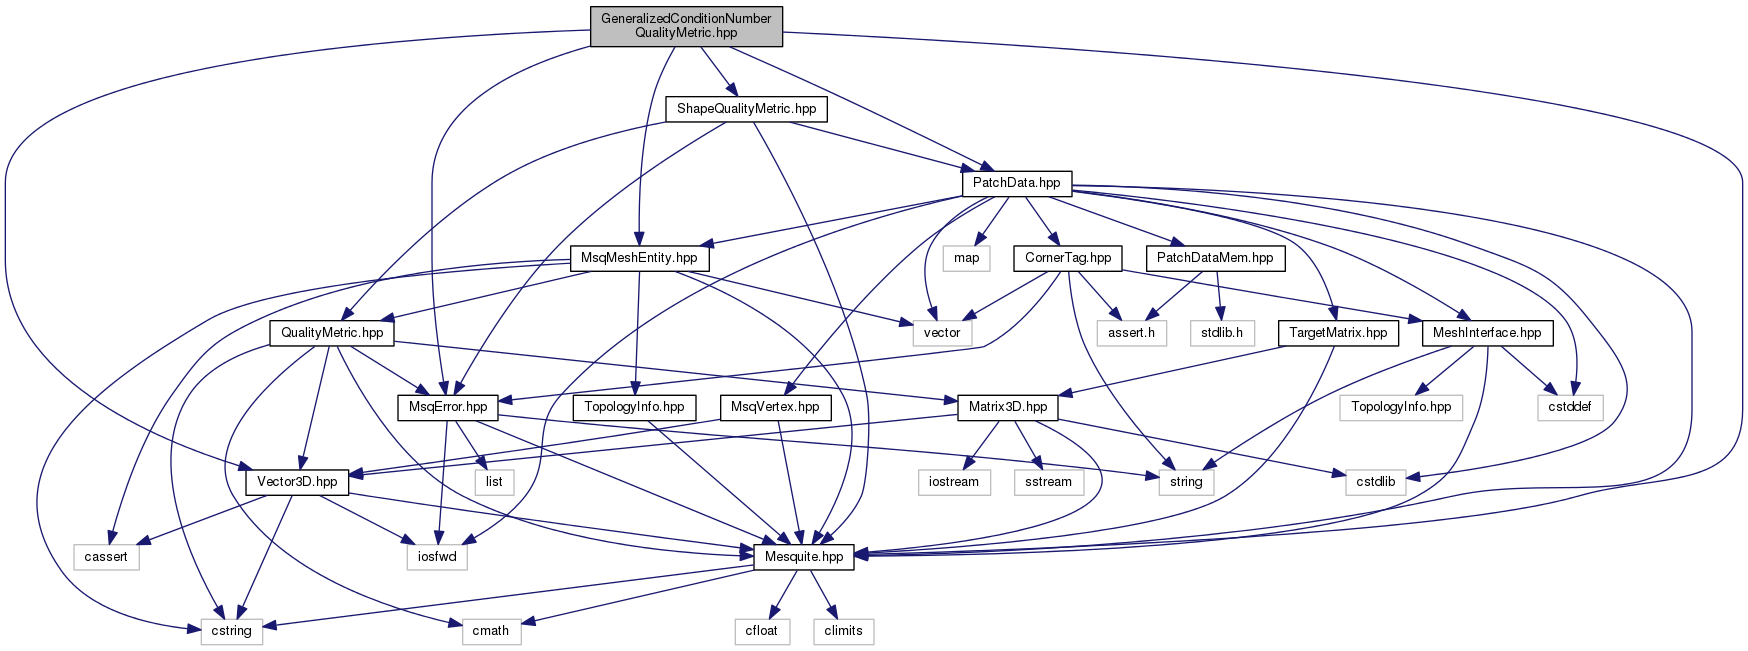 GeneralizedConditionNumber
QualityMetric.hpp
ShapeQualityMetric.hpp
PatchData.hpp
MsqMeshEntity.hpp
map
CornerTag.hpp
PatchDataMem.hpp
QualityMetric.hpp
vector
assert.h
stdlib.h
TargetMatrix.hpp
MeshInterface.hpp
MsqError.hpp
TopologyInfo.hpp
MsqVertex.hpp
Matrix3D.hpp
TopologyInfo.hpp
cstddef
Vector3D.hpp
list
iostream
sstream
string
cstdlib
cassert
iosfwd
Mesquite.hpp
cstring
cmath
cfloat
climits